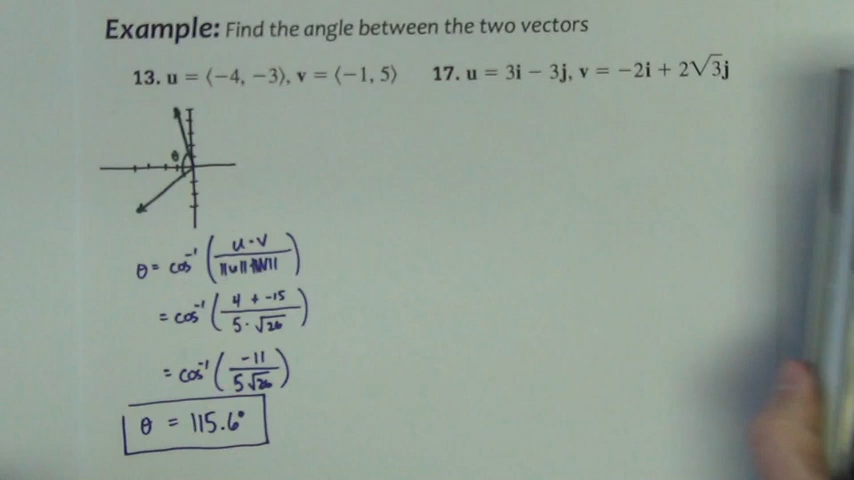 Example: Find the angle between the two vectors
13. u = ⟨−4, −3⟩, v = ⟨−1, 5⟩ 17. u = 3i − 3j, v = −2i + 2√3j
θ
θ = cos⁻¹ (u·v / ||u||·||v||)
= cos⁻¹ (4 + -15 / 5·√26)
= cos⁻¹ (-11 / 5√26)
θ = 115.6°